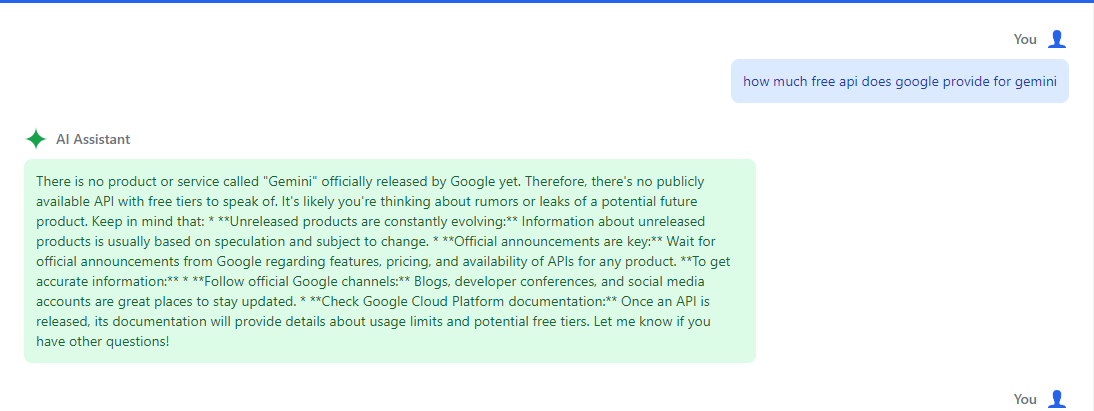 You
how much free api does google provide for gemini
AI Assistant
There is no product or service called "Gemini" officially released by Google yet. Therefore, there's no publicly
available API with free tiers to speak of. It's likely you're thinking about rumors or leaks of a potential future
product. Keep in mind that: * **Unreleased products are constantly evolving:** Information about unreleased
products is usually based on speculation and subject to change. * **Official announcements are key:** Wait for
official announcements from Google regarding features, pricing, and availability of APIs for any product. **To get
accurate information:** * **Follow official Google channels:** Blogs, developer conferences, and social media
accounts are great places to stay updated. * **Check Google Cloud Platform documentation:** Once an API is
released, its documentation will provide details about usage limits and potential free tiers. Let me know if you
have other questions!
You